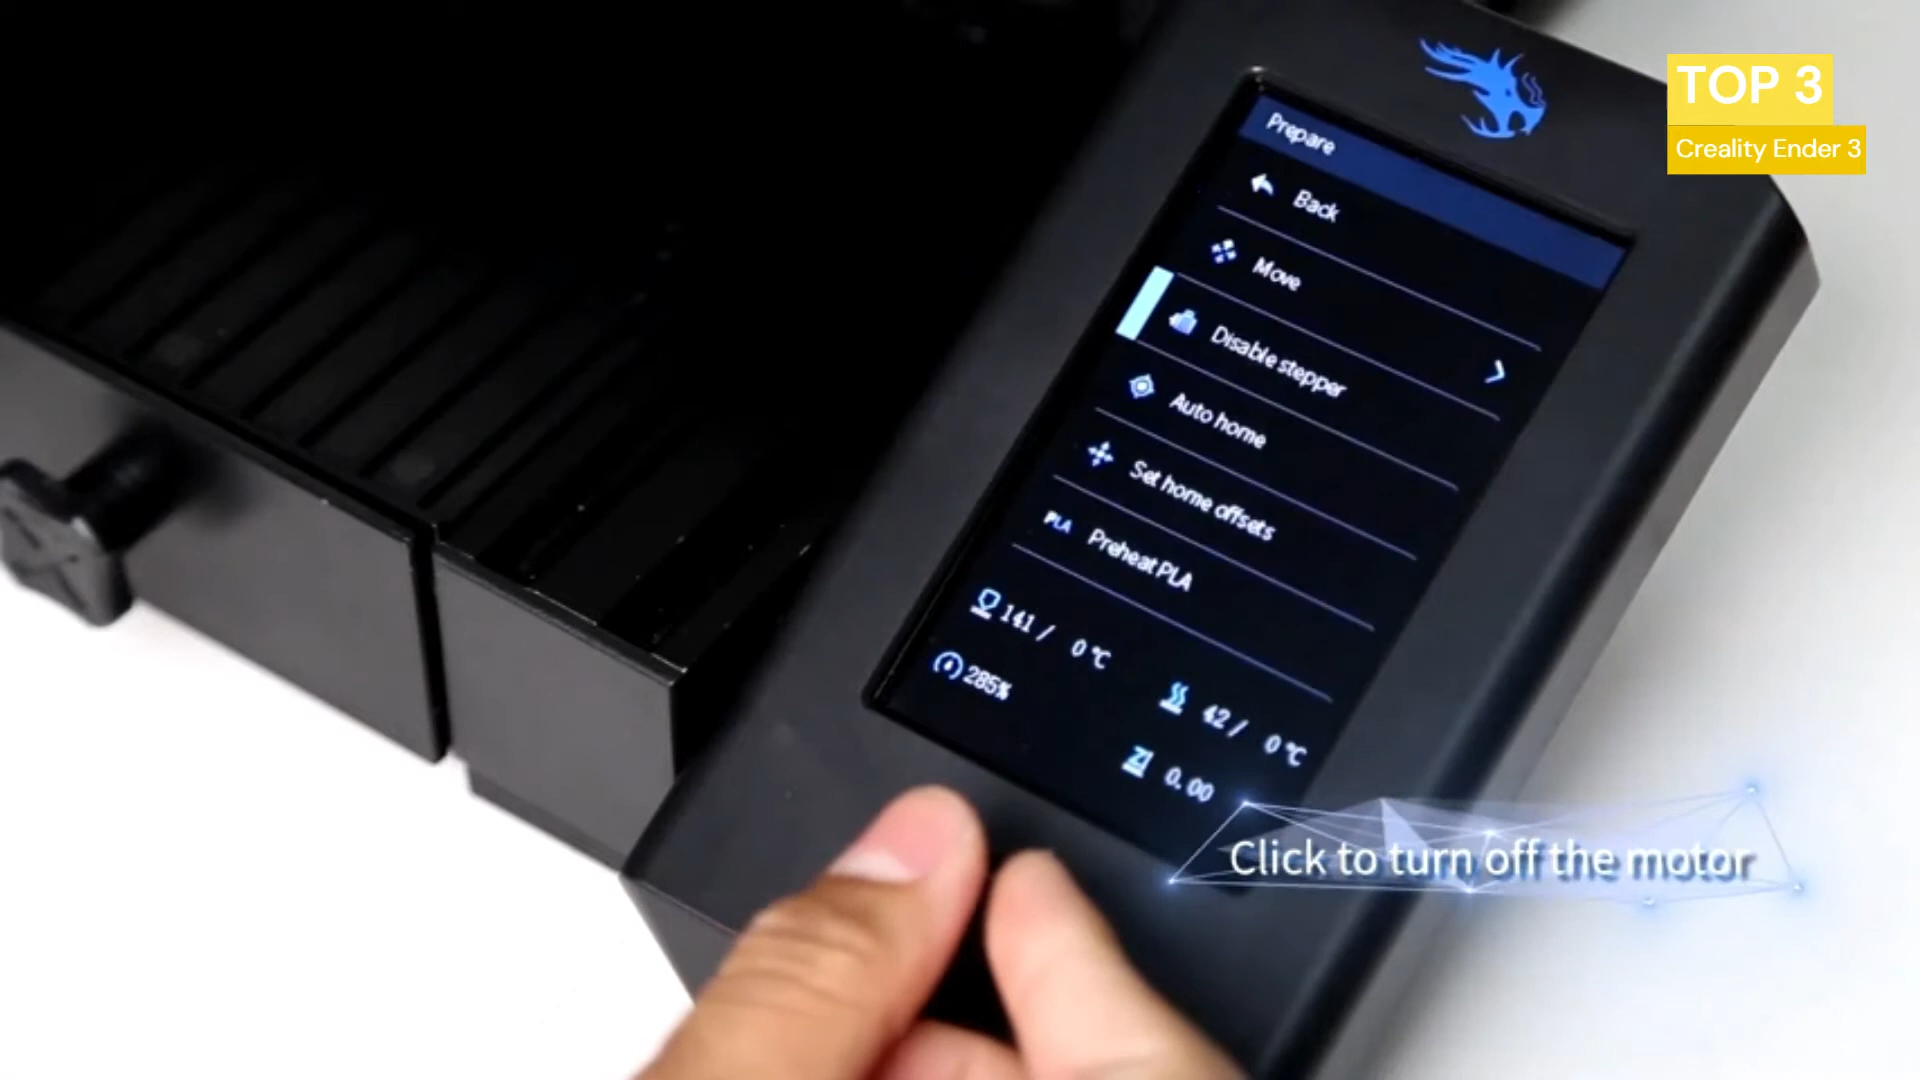 TOP 3
Creality Ender 3
Prepare
Back
Move
Disable stepper
Auto home
Set home offsets
PLA Preheat PLA
141 / 0 ℃
285%
42 / 0 ℃
0.00
Click to turn off the motor